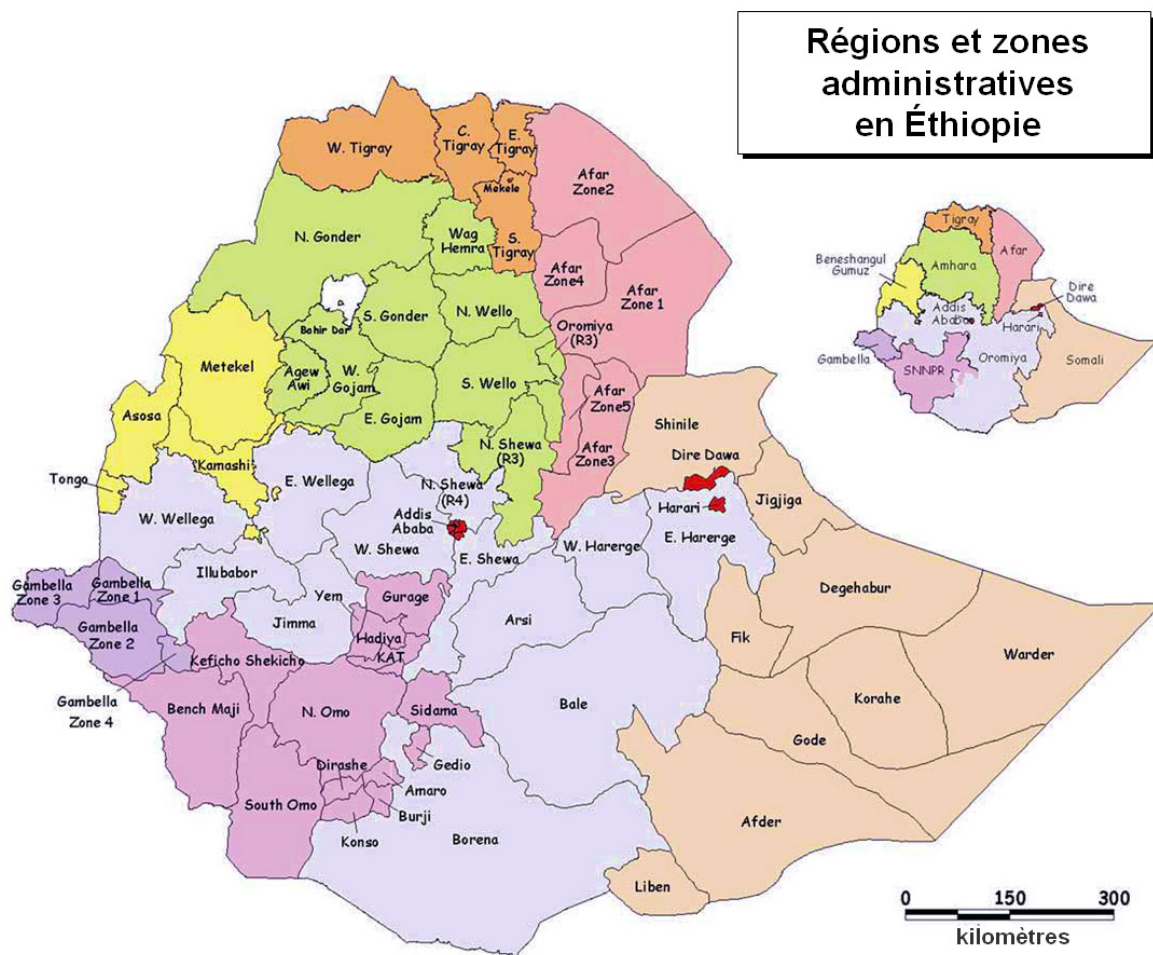 Régions et zones
administratives
en Éthiopie
W. Tigray
C.
Tigray
E.
Tigray
Mekele
S.
Tigray
Afar
Zone2
N. Gonder
Wag
Hemra
Afar
Zone4
Afar
Zone 1
Bahir Dar
S. Gonder
N. Wello
Oromiya
(R3)
Metekel
Agew
Awi
W.
Gojam
S. Wello
Afar
Zone5
Asosa
E. Gojam
N. Shewa
(R3)
Afar
Zone3
Shinile
Dire Dawa
Tongo
Kamashi
E. Wellega
N. Shewa
(R4)
Jigjiga
W. Wellega
Addis
Ababa
Harari
W. Shewa
E. Shewa
W. Harerge
E. Harerge
Gambella
Zone 3
Gambella
Zone 1
Illubabor
Yem
Gurage
Degehabur
Gambella
Zone 2
Jimma
Hadiya
Arsi
Fik
KAT
Keficho Shekicho
Warder
Gambella
Zone 4
Bench Maji
N. Omo
Sidama
Bale
Korahe
Gode
Gedio
Dirashe
Amaro
South Omo
Burji
Konso
Borena
Afder
Liben
Tigray
Beneshangul
Gumuz
Amhara
Afar
Dire
Dawa
Addis
Ababa
Harari
Gambella
SNNPR
Oromiya
Somali
0 150 300
kilomètres